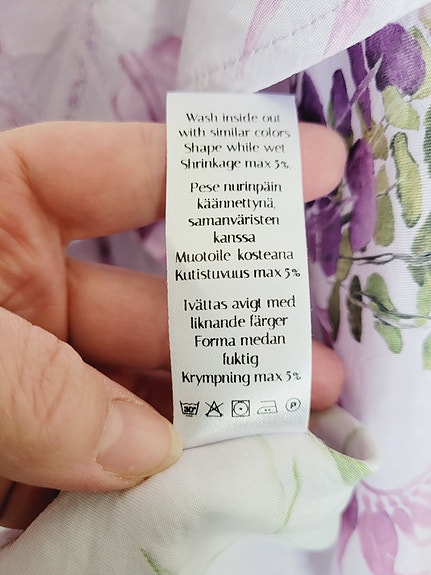 Wash inside out
with similar colors
Shape while wet
Shrinkage max 5%.
Pese nurinpäin
käännettynä,
samanväristen
kanssa
Muotoile kosteana
Kutistuvuus max 5%
Tvättas avigt med
liknande färger
Forma medan
fuktig
Krympning max 5%
30° P